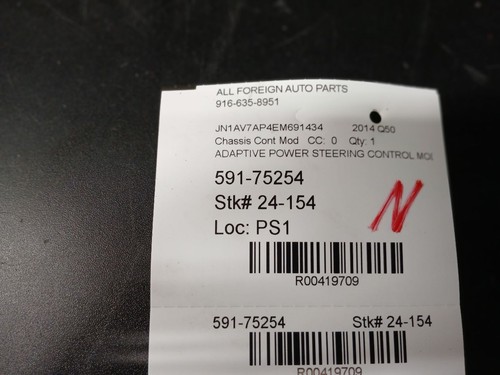 ALL FOREIGN AUTO PARTS
916-635-8951
JN1AV7AP4EM691434 2014 Q50
Chassis Cont Mod CC: 0 Qty: 1
ADAPTIVE POWER STEERING CONTROL MO
591-75254
Stk# 24-154
Loc: PS1
N
R00419709
591-75254 Stk# 24-154
R00419709